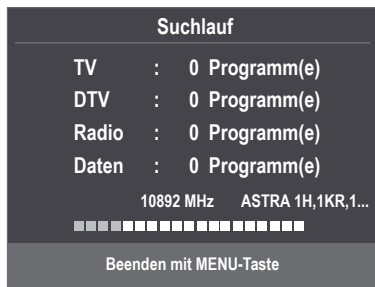 Suchlauf
TV : 0 Programm(e)
DTV : 0 Programm(e)
Radio : 0 Programm(e)
Daten : 0 Programm(e)
10892 MHz ASTRA 1H,1KR,1...
Beenden mit MENU-Taste